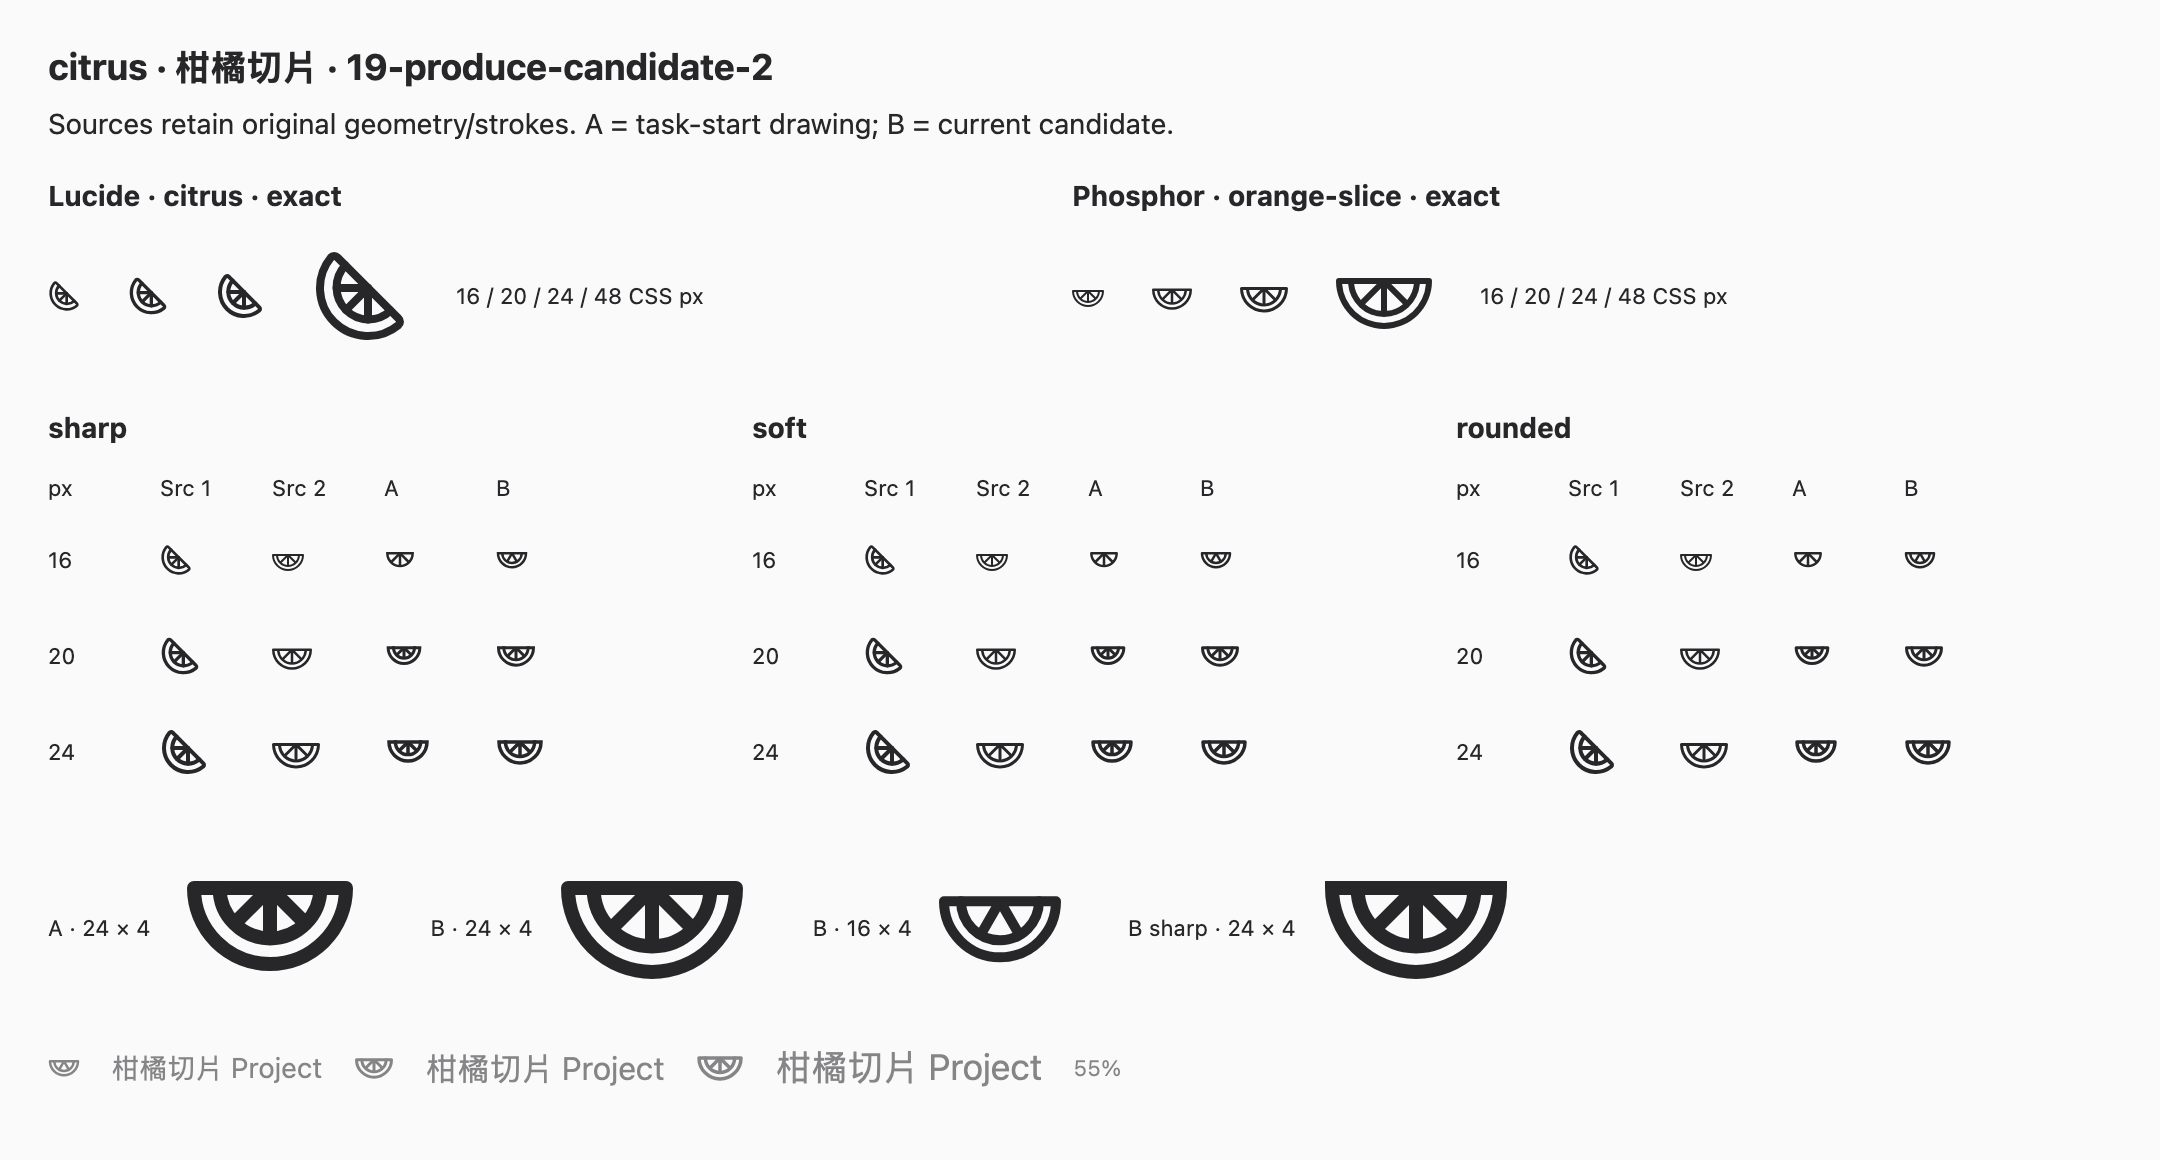 citrus · 柑橘切片 · 19-produce-candidate-2
Sources retain original geometry/strokes. A = task-start drawing; B = current candidate.
Lucide · citrus · exact
16 / 20 / 24 / 48 CSS px
Phosphor · orange-slice · exact
16 / 20 / 24 / 48 CSS px
sharp
px Src 1 Src 2 A B
16
20
24
soft
px Src 1 Src 2 A B
16
20
24
rounded
px Src 1 Src 2 A B
16
20
24
A · 24 × 4
B · 24 × 4
B · 16 × 4
B sharp · 24 × 4
柑橘切片 Project
柑橘切片 Project
柑橘切片 Project
55%